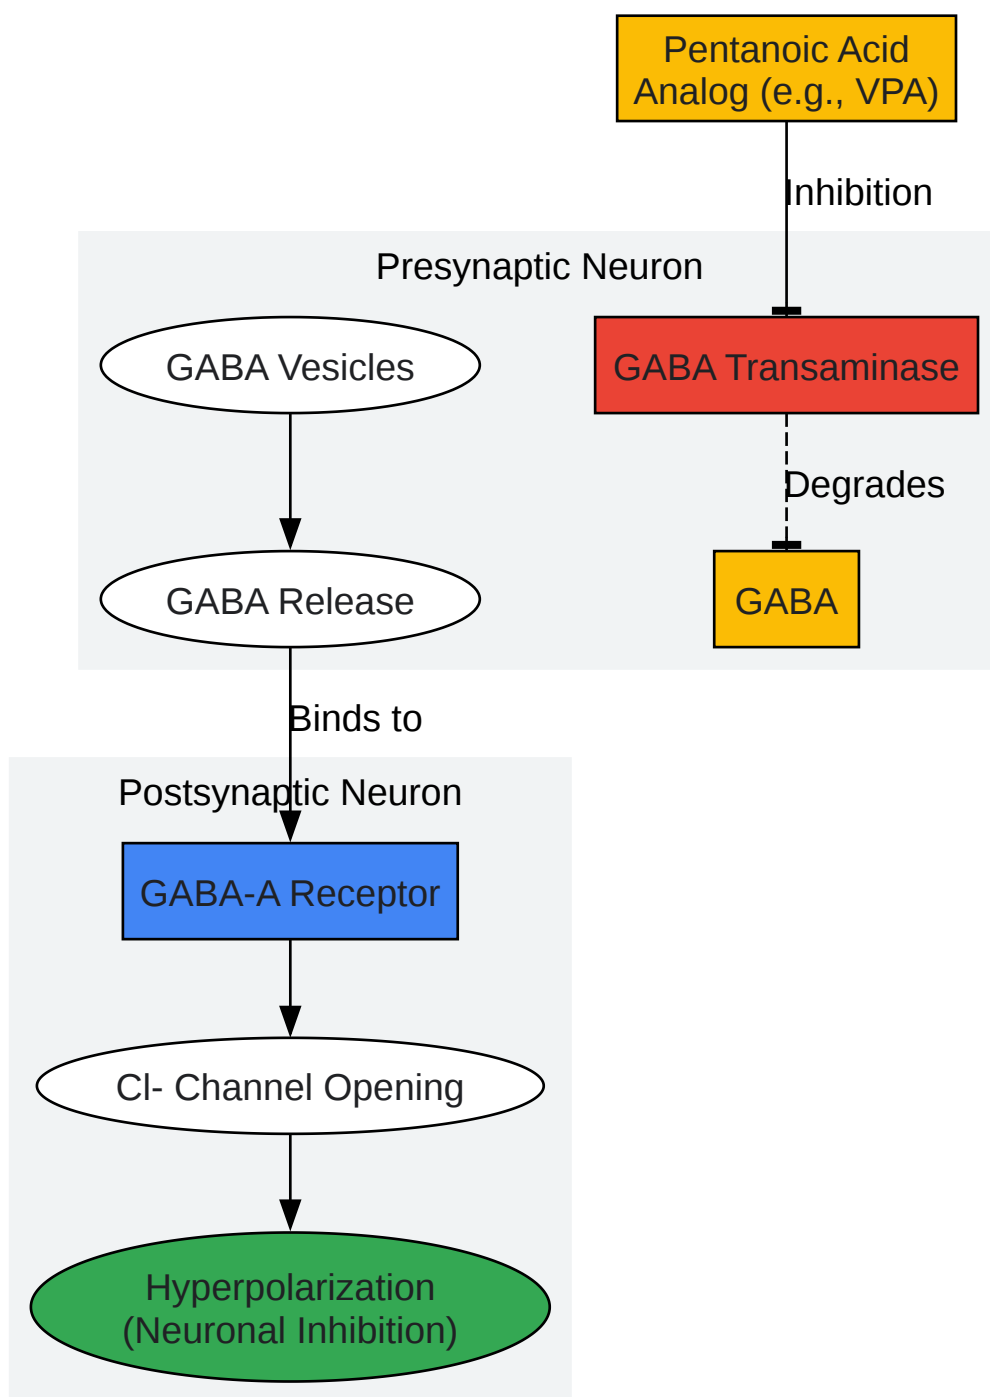 Pentanoic Acid
Analog (e.g., VPA)
Inhibition
Presynaptic Neuron
GABA Vesicles
GABA Transaminase
Degrades
GABA Release
GABA
Binds to
Postsynaptic Neuron
GABA-A Receptor
Cl- Channel Opening
Hyperpolarization
(Neuronal Inhibition)